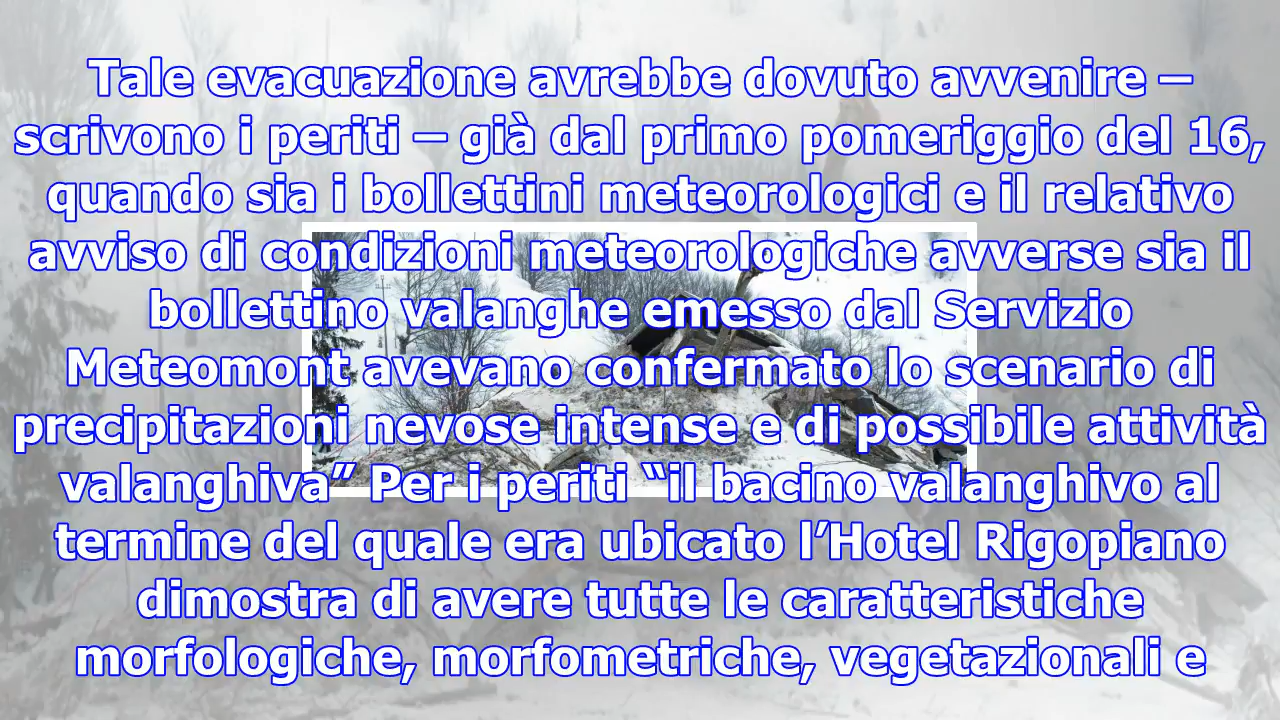 Tale evacuazione avrebbe dovuto avvenire –
scrivono i periti – già dal primo pomeriggio del 16,
quando sia i bollettini meteorologici e il relativo
avviso di condizioni meteorologiche avverse sia il
bollettino valanghe emesso dal Servizio
Meteomont avevano confermato lo scenario di
precipitazioni nevose intense e di possibile attività
valanghiva” Per i periti “il bacino valanghivo al
termine del quale era ubicato l’Hotel Rigopiano
dimostra di avere tutte le caratteristiche
morfologiche, morfometriche, vegetazionali e